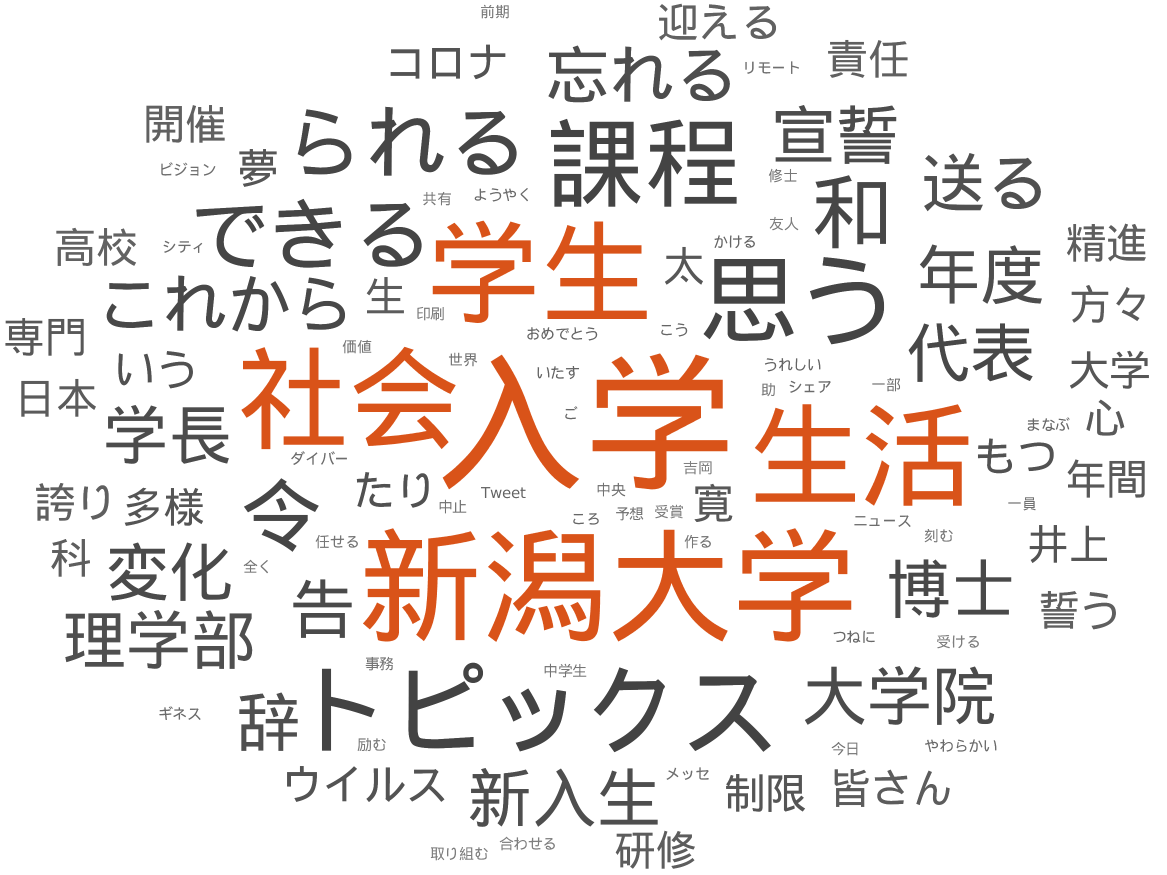 前期
迎える
コロナ
忘れる
リモート
責任
開催
ビジョン
夢
られる
課程
宣誓
修士
送る
共有
ようやく
和
友人
高校
シティ
できる
学生
太
かける
精進
これから
生
印刷
思う
年度
方々
専門
いう
価値
おめでとう
こう
代表
世界
うれしい
大学
日本
学長
社会
入学
いたす
ご
助
シェア
一部
生活
心
まなぶ
ダイバー
もつ
吉岡
年間
誇り
多様
令
たり
中止
Tweet
中央
ころ
予想
受賞
寛
ニュース
一員
刻む
井上
科
変化
全く
任せる
作る
新潟大学
告
博士
誓う
理学部
つねに
受ける
事務
中学生
ギネス
辞
トピックス
大学院
励む
今日
やわらかい
ウイルス
新入生
メッセ
制限
皆さん
取り組む
合わせる
研修